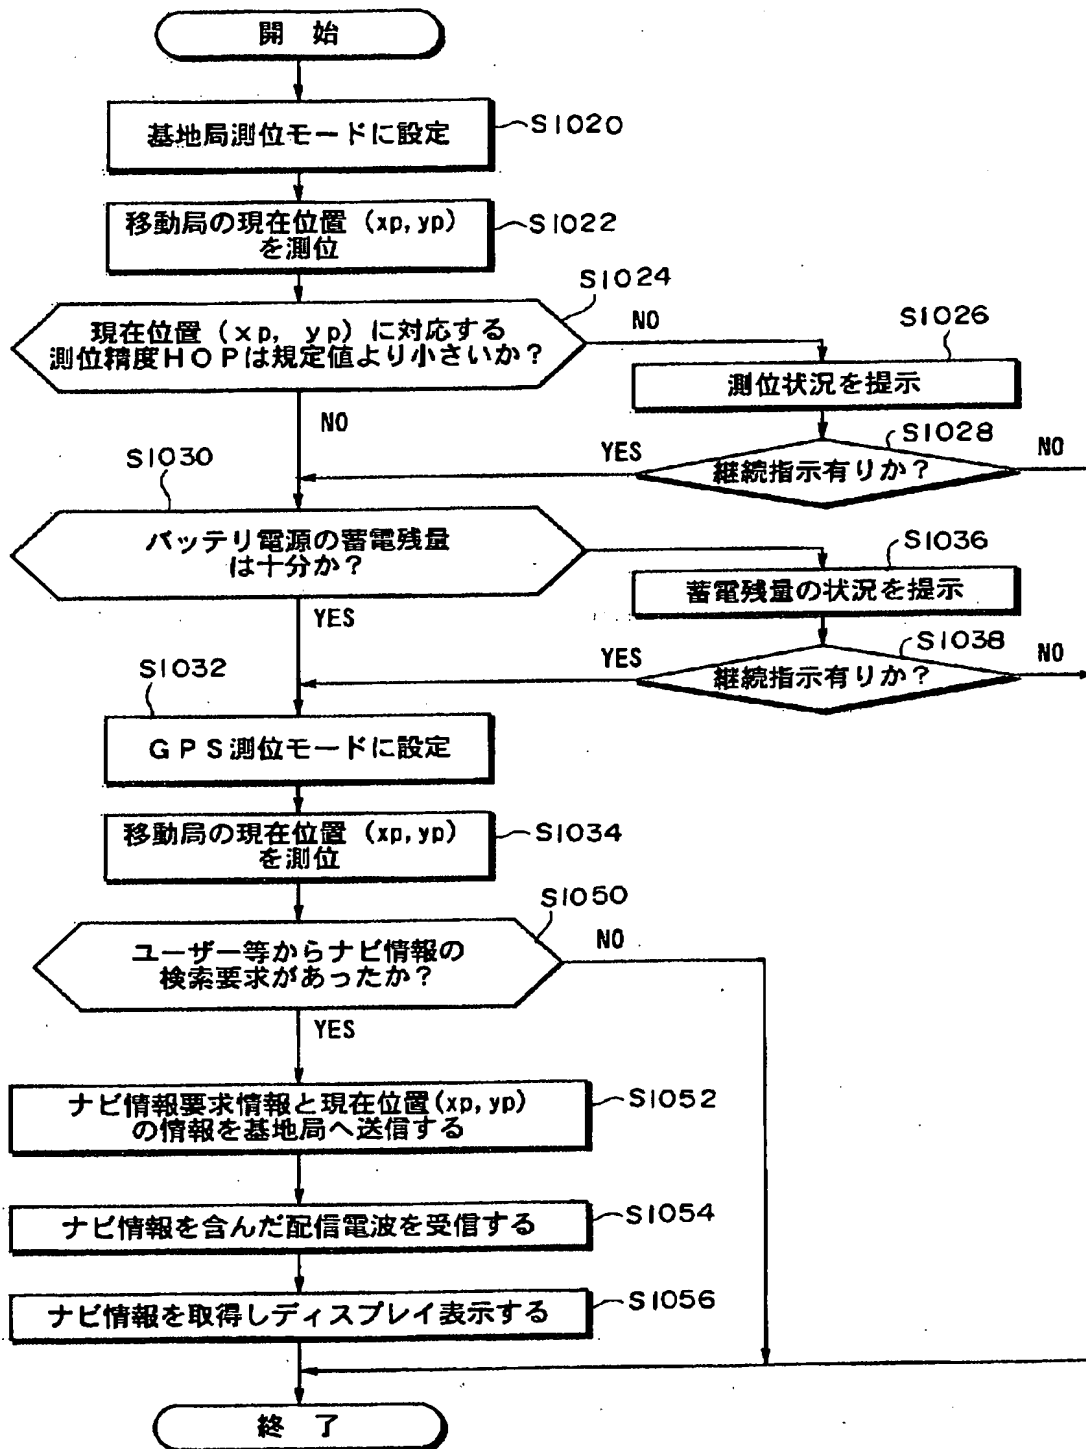 開 始
基地局測位モードに設定
S1020
移動局の現在位置 (xp,yp)
を測位
S1022
S1024
現在位置 (xp, yp) に対応する
測位精度HOPは規定値より小さいか？
NO
NO
S1026
測位状況を提示
S1028
継続指示有りか？
YES
NO
S1030
バッテリ電源の蓄電残量
は十分か？
YES
S1036
蓄電残量の状況を提示
S1038
継続指示有りか？
YES
NO
S1032
GPS測位モードに設定
移動局の現在位置 (xp,yp)
を測位
S1034
S1050
ユーザー等からナビ情報の
検索要求があったか？
NO
YES
ナビ情報要求情報と現在位置(xp,yp)
の情報を基地局へ送信する
S1052
ナビ情報を含んだ配信電波を受信する
S1054
ナビ情報を取得しディスプレイ表示する
S1056
終 了